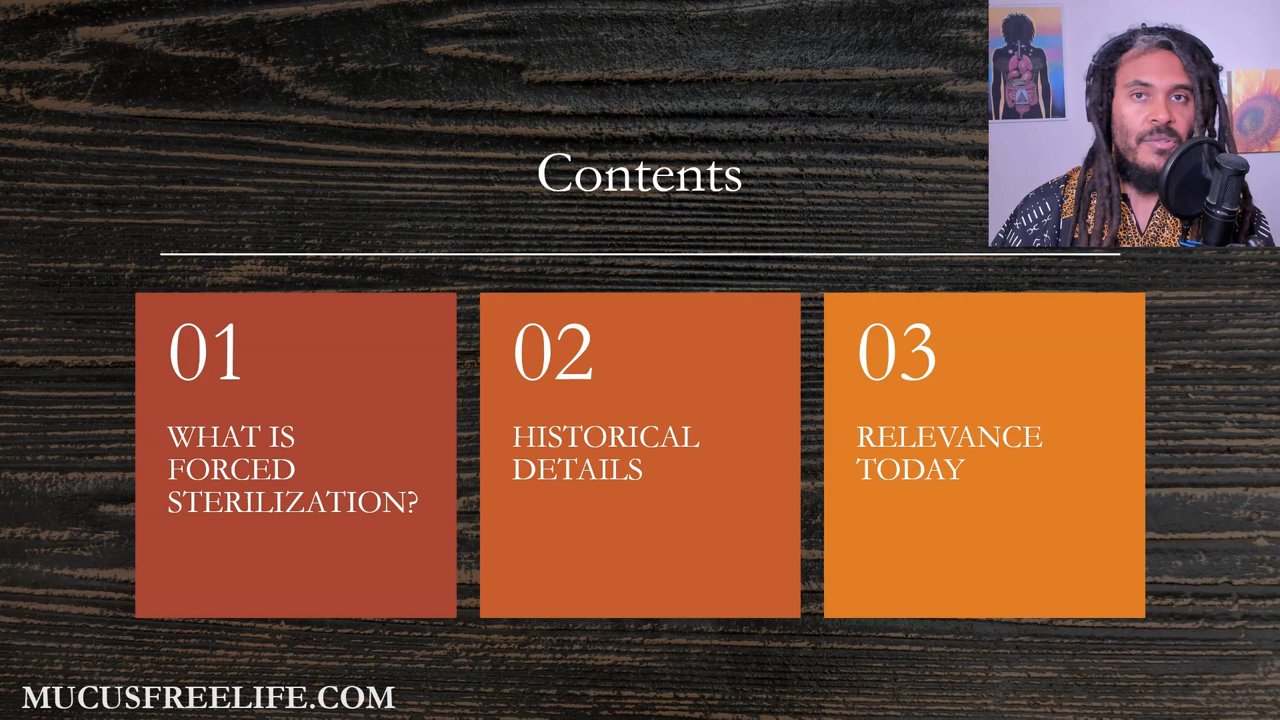 Contents
01
WHAT IS
FORCED
STERILIZATION?
02
HISTORICAL
DETAILS
03
RELEVANCE
TODAY
MUCUSFREELIFE.COM